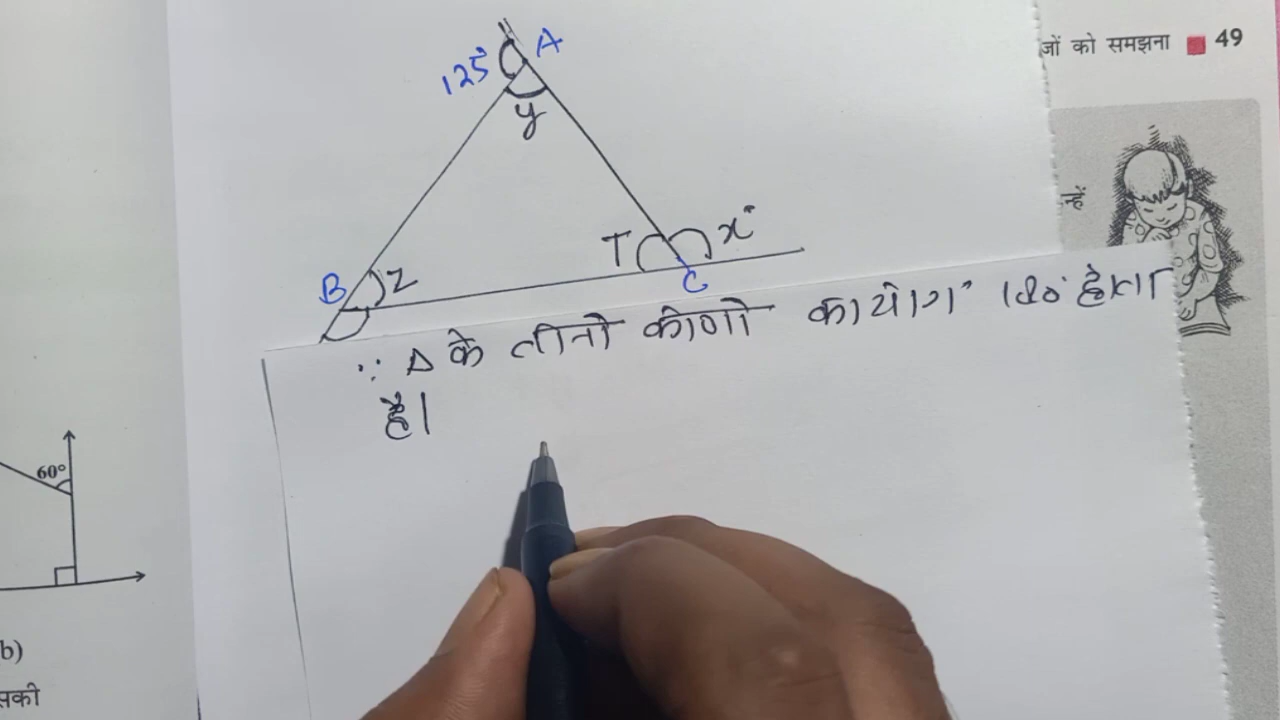 जों को समझना 49
125° A
y
T x°
B z C
न्हें
∵ Δ के तीनो कोणो का योग 180° होता
है।
60°
b)
सकी